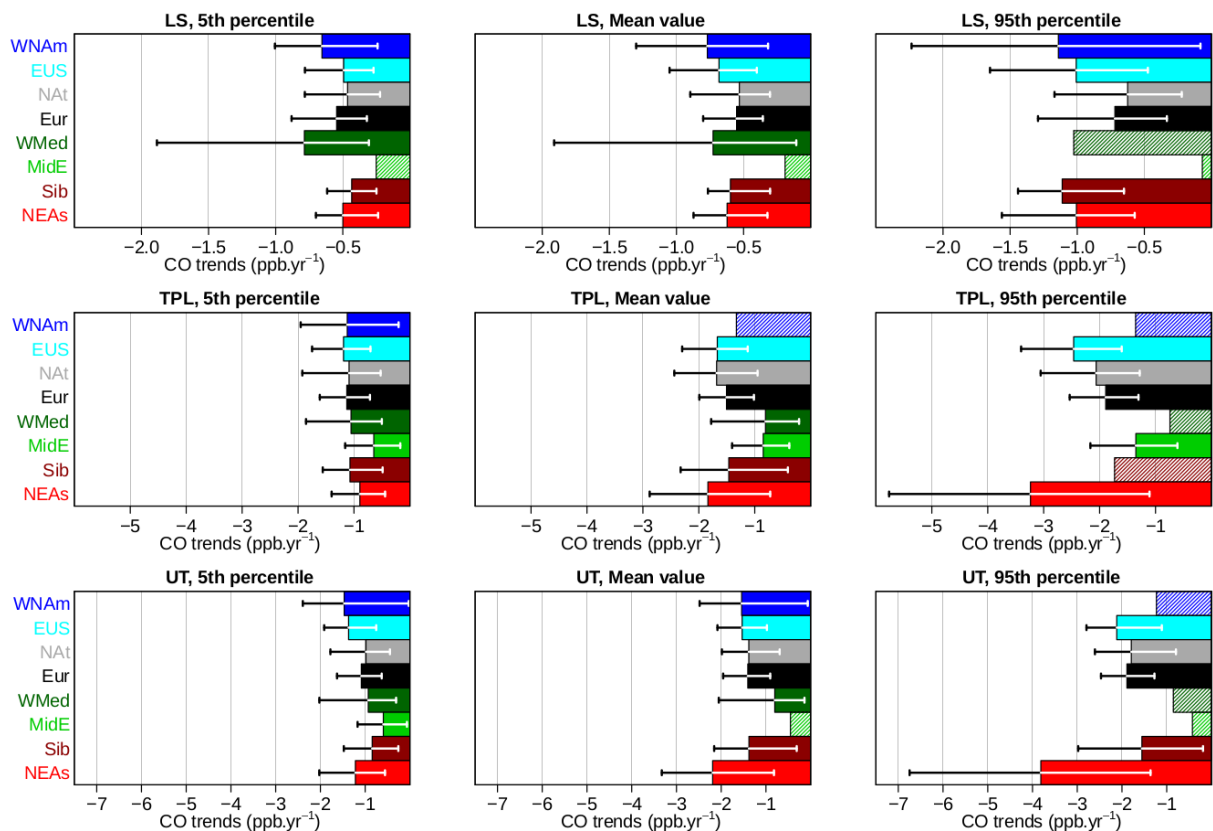 LS, 5th percentile
LS, Mean value
LS, 95th percentile
WNAm
EUS
NAt
Eur
WMed
MidE
Sib
NEAs
−2.0 −1.5 −1.0 −0.5
−2.0 −1.5 −1.0 −0.5
−2.0 −1.5 −1.0 −0.5
CO trends (ppb.yr⁻¹)
CO trends (ppb.yr⁻¹)
CO trends (ppb.yr⁻¹)
TPL, 5th percentile
TPL, Mean value
TPL, 95th percentile
WNAm
EUS
NAt
Eur
WMed
MidE
Sib
NEAs
−5 −4 −3 −2 −1
−5 −4 −3 −2 −1
−5 −4 −3 −2 −1
CO trends (ppb.yr⁻¹)
CO trends (ppb.yr⁻¹)
CO trends (ppb.yr⁻¹)
UT, 5th percentile
UT, Mean value
UT, 95th percentile
WNAm
EUS
NAt
Eur
WMed
MidE
Sib
NEAs
−7 −6 −5 −4 −3 −2 −1
−7 −6 −5 −4 −3 −2 −1
−7 −6 −5 −4 −3 −2 −1
CO trends (ppb.yr⁻¹)
CO trends (ppb.yr⁻¹)
CO trends (ppb.yr⁻¹)